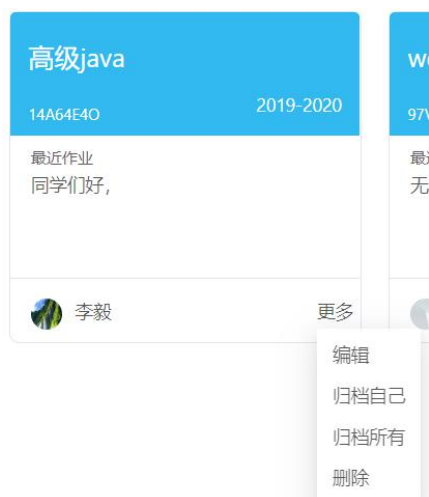 高级java
14A64E4O
2019-2020
最近作业
同学们好，
李毅
更多
编辑
归档自己
归档所有
删除
无